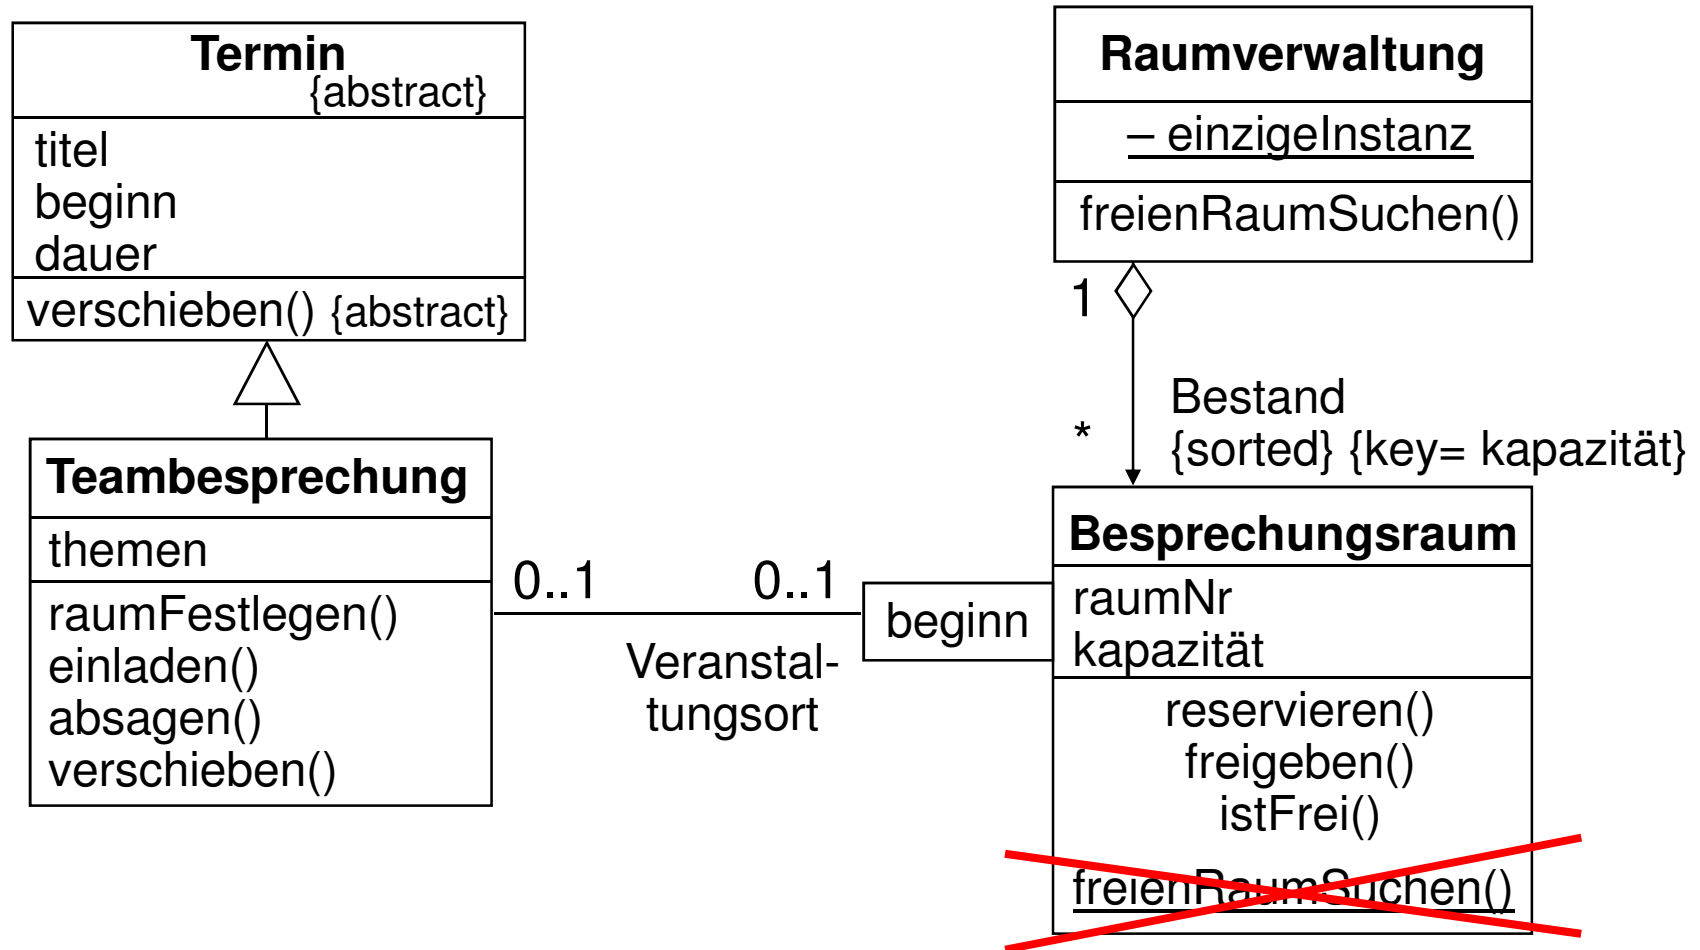 Termin
{abstract}
titel
beginn
dauer
verschieben() {abstract}
Teambesprechung
themen
raumFestlegen()
einladen()
absagen()
verschieben()
0..1
0..1
Veranstal-
tungsort
beginn
Raumverwaltung
– einzigeInstanz
freienRaumSuchen()
1
*
Bestand
{sorted} {key= kapazität}
Besprechungsraum
raumNr
kapazität
reservieren()
freigeben()
istFrei()
freienRaumSuchen()